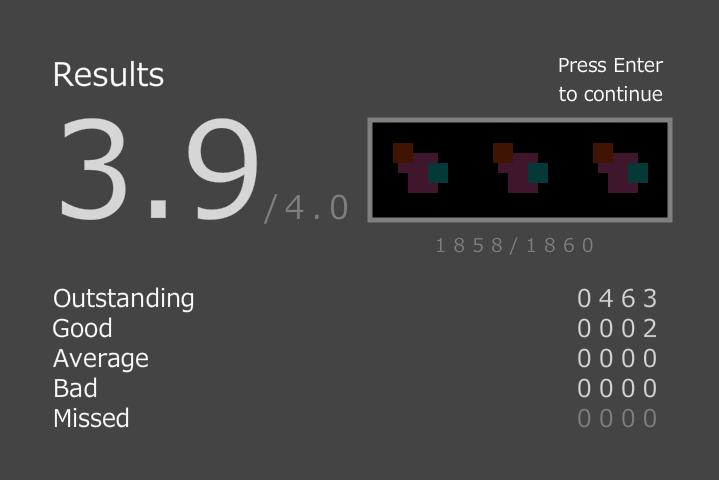 Results
Press Enter
to continue
3.9/4.0
1858/1860
Outstanding 0463
Good 0002
Average 0000
Bad 0000
Missed 0000